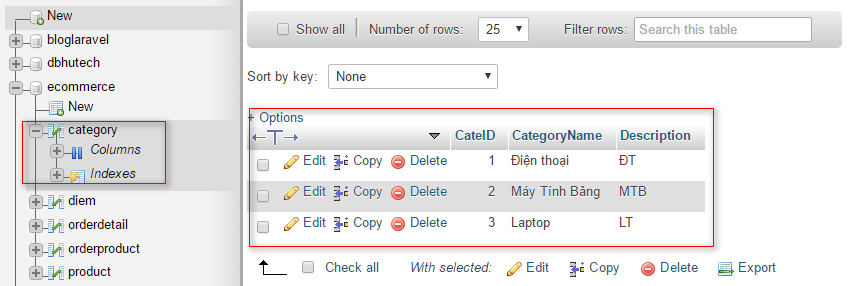 New
bloglaravel
dbhutech
ecommerce
New
category
Columns
Indexes
diem
orderdetail
orderproduct
product
Show all Number of rows: 25 Filter rows: Search this table
Sort by key: None
+ Options
CateID CategoryName Description
Edit Copy Delete 1 Điện thoại ĐT
Edit Copy Delete 2 Máy Tính Bảng MTB
Edit Copy Delete 3 Laptop LT
Check all With selected: Edit Copy Delete Export